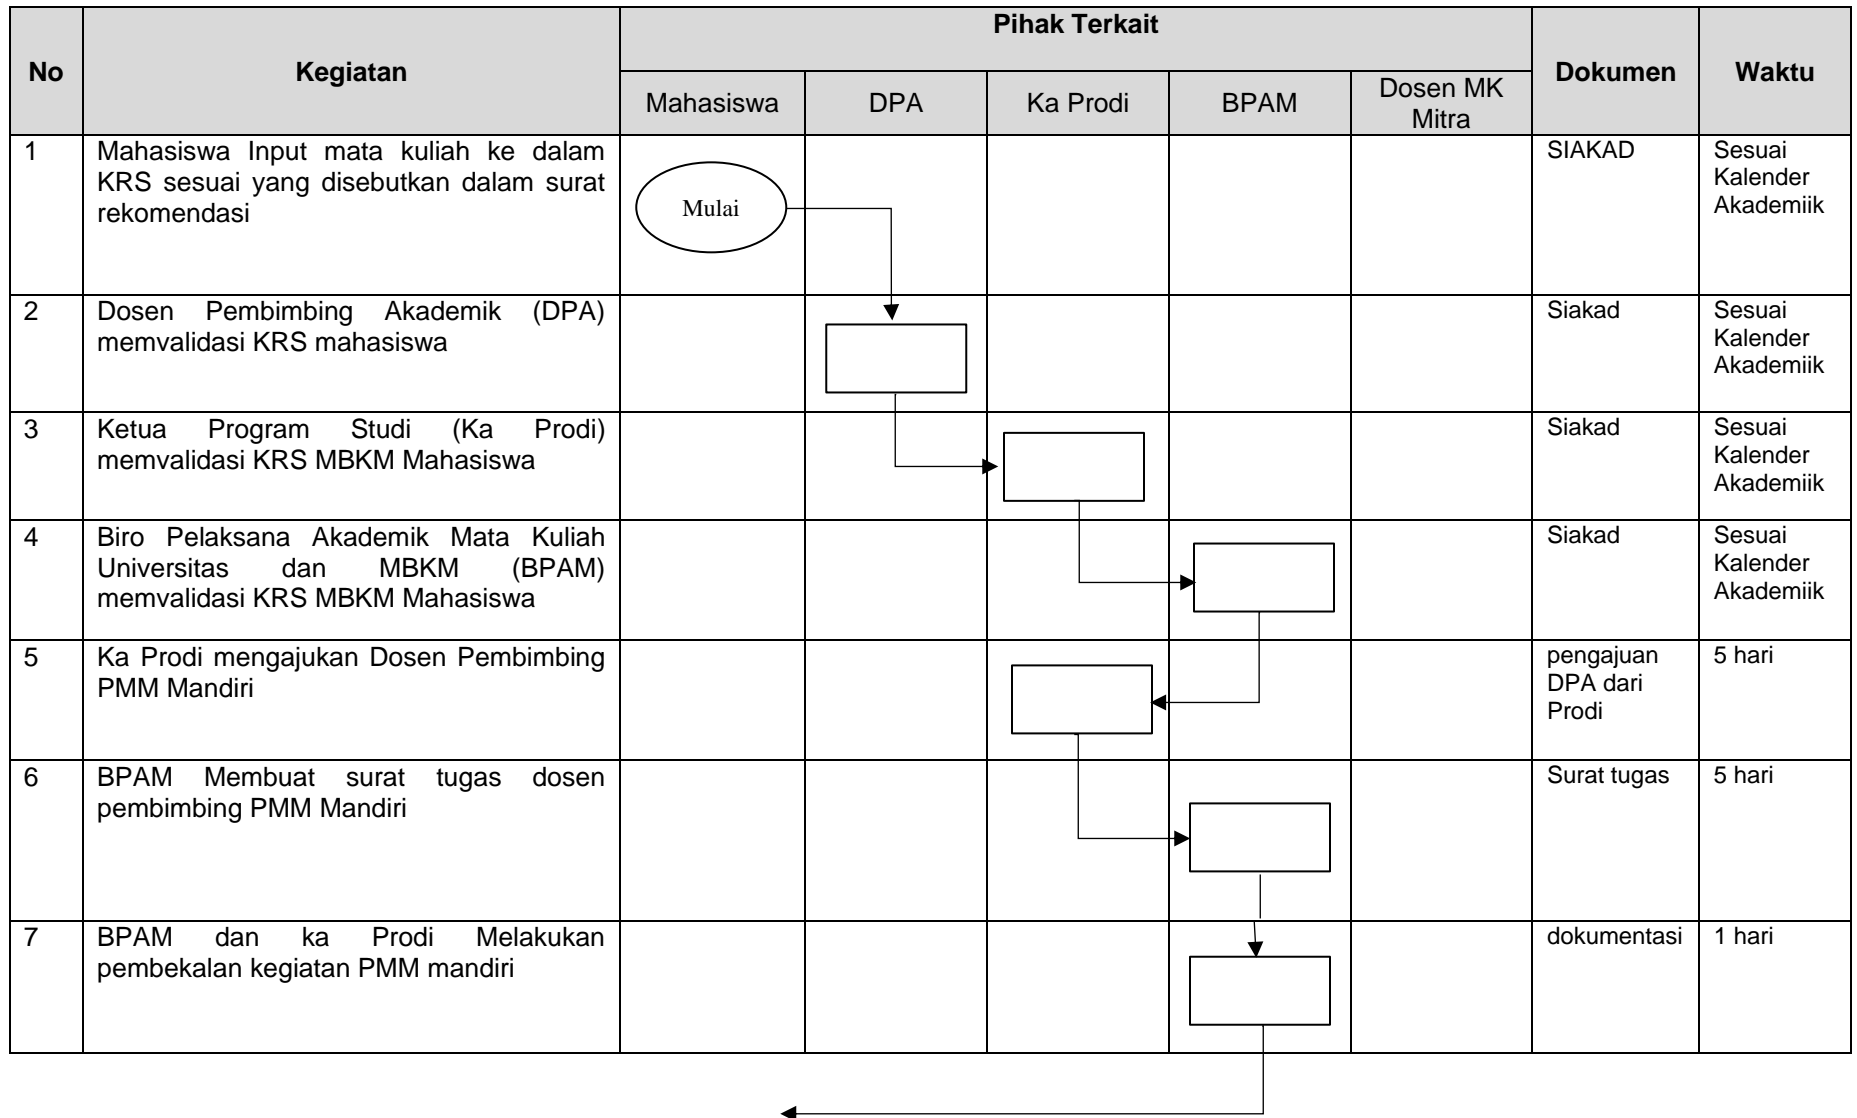 No
Kegiatan
Pihak Terkait
Dokumen
Waktu
Mahasiswa
DPA
Ka Prodi
BPAM
Dosen MK
Mitra
1
Mahasiswa Input mata kuliah ke dalam
KRS sesuai yang disebutkan dalam surat
rekomendasi
Mulai
SIAKAD
Sesuai
Kalender
Akademiik
2
Dosen Pembimbing Akademik (DPA)
memvalidasi KRS mahasiswa
Siakad
Sesuai
Kalender
Akademiik
3
Ketua Program Studi (Ka Prodi)
memvalidasi KRS MBKM Mahasiswa
Siakad
Sesuai
Kalender
Akademiik
4
Biro Pelaksana Akademik Mata Kuliah
Universitas dan MBKM (BPAM)
memvalidasi KRS MBKM Mahasiswa
Siakad
Sesuai
Kalender
Akademiik
5
Ka Prodi mengajukan Dosen Pembimbing
PMM Mandiri
pengajuan
DPA dari
Prodi
5 hari
6
BPAM Membuat surat tugas dosen
pembimbing PMM Mandiri
Surat tugas
5 hari
7
BPAM dan ka Prodi Melakukan
pembekalan kegiatan PMM mandiri
dokumentasi
1 hari